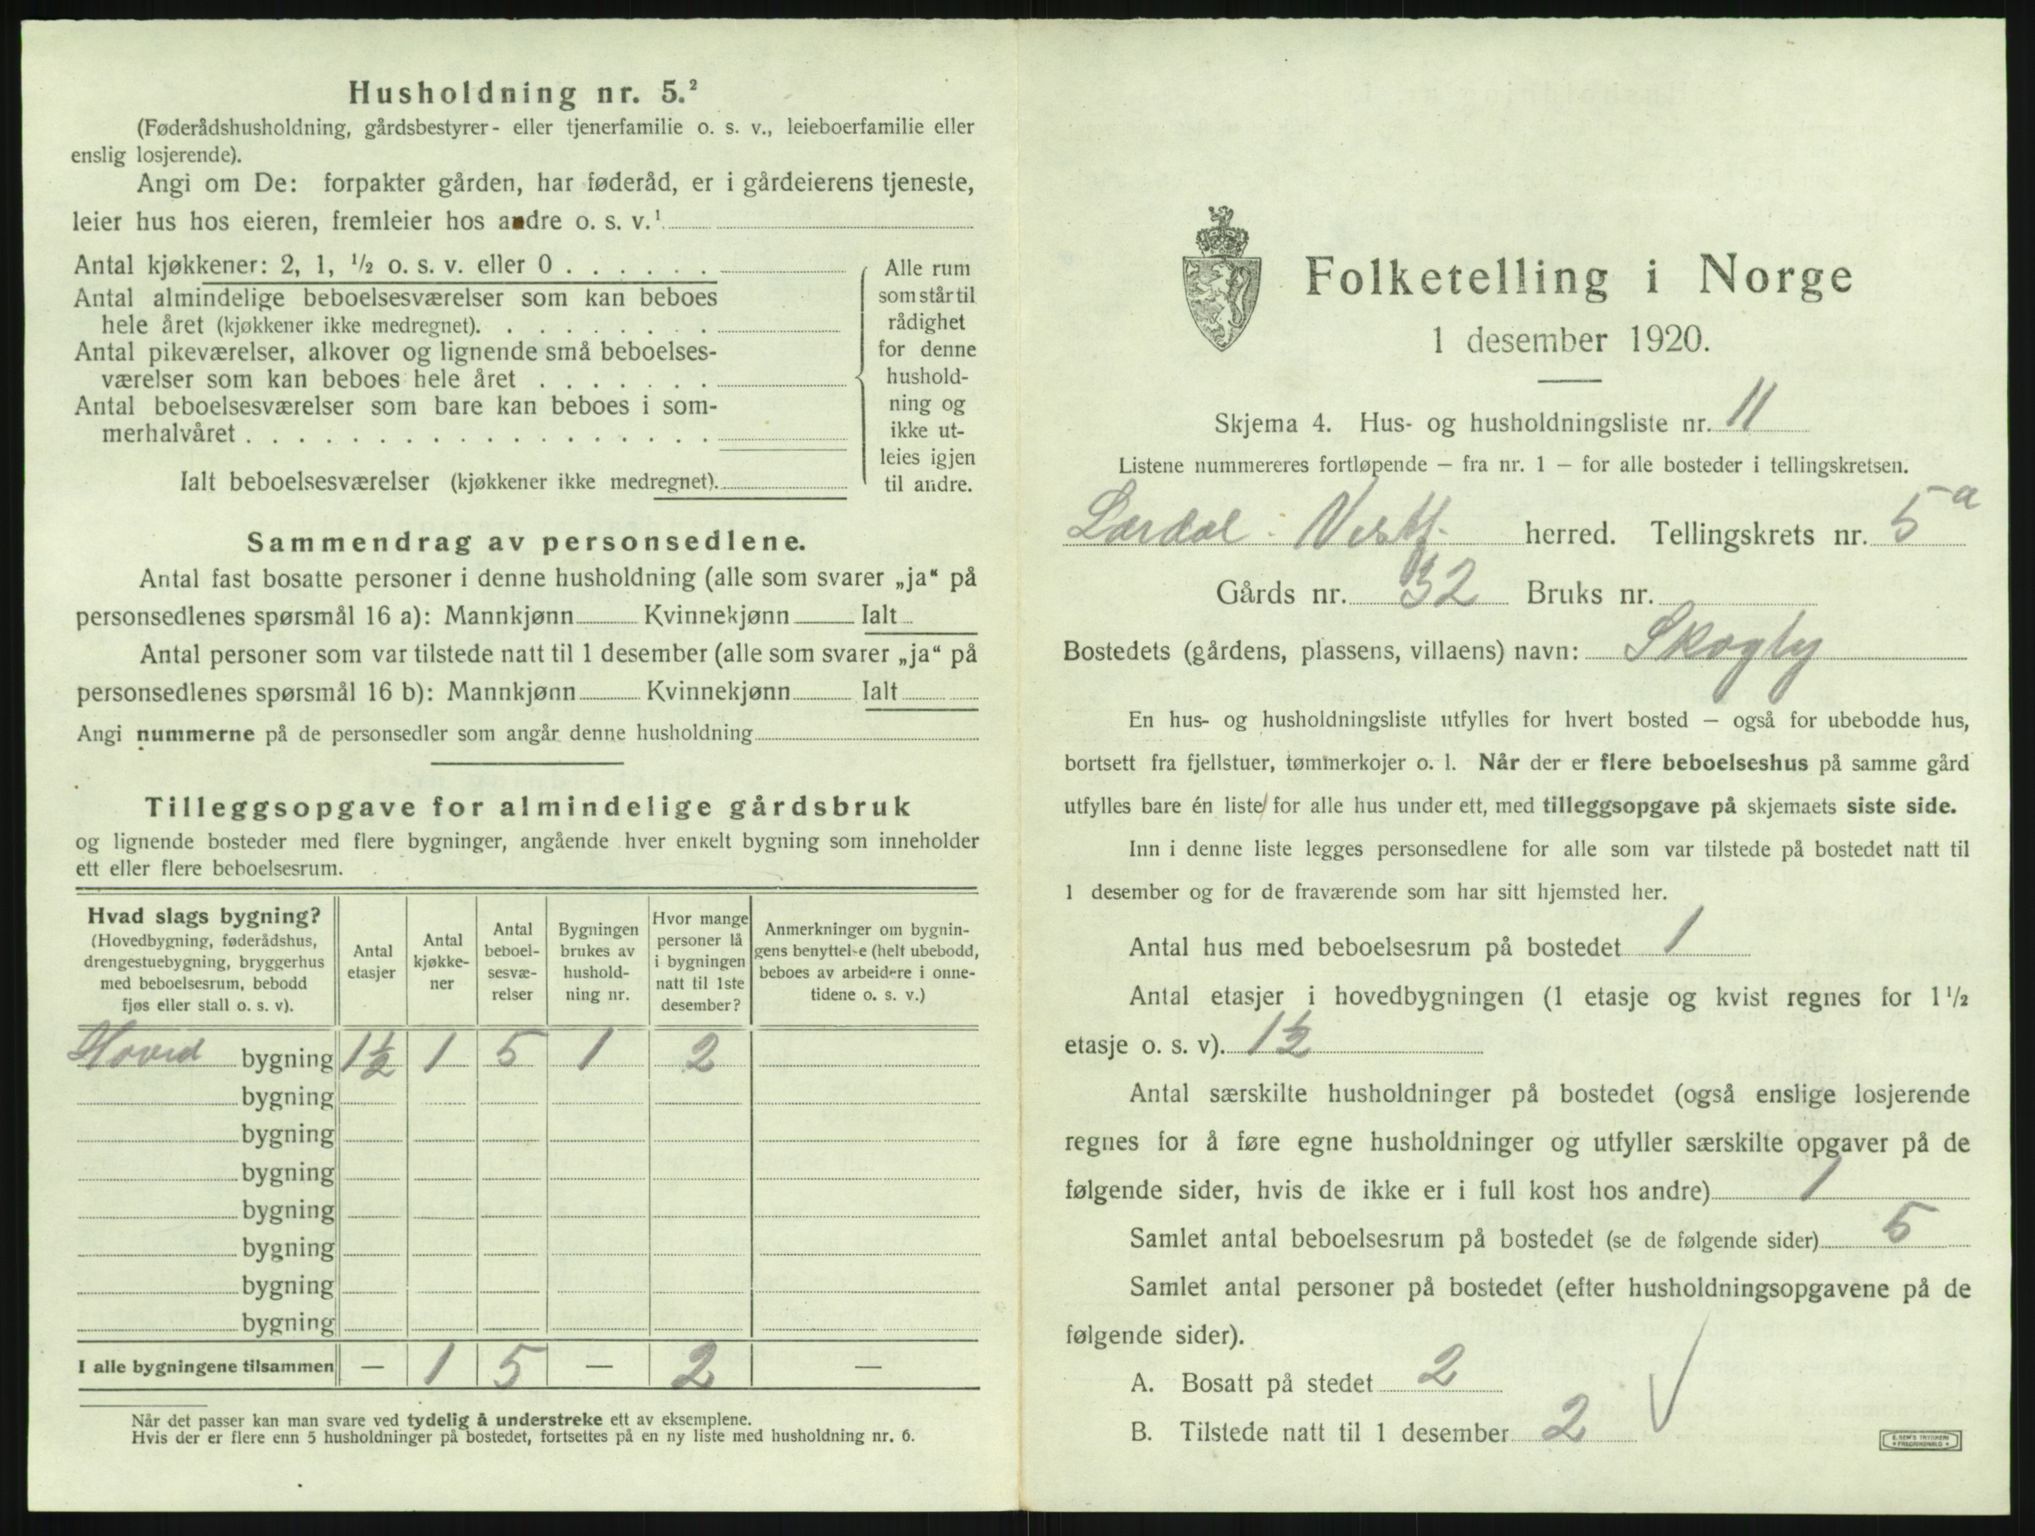 Husholdning nr. 5.²
(Føderådshusholdning, gårdsbestyrer- eller tjenerfamilie o. s. v., leieboerfamilie eller
enslig losjerende).
Angi om De: forpakter gården, har føderåd, er i gårdeierens tjeneste,
leier hus hos eieren, fremleier hos andre o. s. v.¹
Antal kjøkkener: 2, 1, ½ o. s. v. eller 0 . . . . . .
Antal almindelige beboelsesværelser som kan beboes
hele året (kjøkkener ikke medregnet). . . . . . . . .
Antal pikeværelser, alkover og lignende små beboelses-
værelser som kan beboes hele året . . . . . . .
Antal beboelsesværelser som bare kan beboes i som-
merhalvåret . . . . . . . . . . . . . . . . . .
Ialt beboelsesværelser (kjøkkener ikke medregnet).
Alle rum
som står til
rådighet
for denne
hushold-
ning og
ikke ut-
leies igjen
til andre.
Sammendrag av personsedlene.
Antal fast bosatte personer i denne husholdning (alle som svarer „ja“ på
personsedlenes spørsmål 16 a): Mannkjønn Kvinnekjønn Ialt
Antal personer som var tilstede natt til 1 desember (alle som svarer „ja“ på
personsedlenes spørsmål 16 b): Mannkjønn Kvinnekjønn Ialt
Angi nummerne på de personsedler som angår denne husholdning
Tilleggsopgave for almindelige gårdsbruk
og lignende bosteder med flere bygninger, angående hver enkelt bygning som inneholder
ett eller flere beboelsesrum.
Hvad slags bygning?
(Hovedbygning, føderådshus,
drengestuebygning, bryggerhus
med beboelsesrum, bebodd
fjøs eller stall o. s. v).
Antal
etasjer
Antal
kjøkke-
ner
Antal
beboel-
sesvæ-
relser
Bygningen
brukes av
hushold-
ning nr.
Hvor mange
personer lå
i bygningen
natt til 1ste
desember?
Anmerkninger om bygnin-
gens benyttelse (helt ubebodd,
beboes av arbeidere i onne-
tidene o. s. v.)
Hoved bygning 1½ 1 5 1 2
bygning
bygning
bygning
bygning
bygning
bygning
bygning
I alle bygningene tilsammen — 1 5 — 2 —
Når det passer kan man svare ved tydelig å understreke ett av eksemplene.
Hvis der er flere enn 5 husholdninger på bostedet, fortsettes på en ny liste med husholdning nr. 6.
Folketelling i Norge
1 desember 1920.
Skjema 4. Hus- og husholdningsliste nr. 11
Listene nummereres fortløpende — fra nr. 1 — for alle bosteder i tellingskretsen.
Lardal Vestf. herred. Tellingskrets nr. 5a
Gårds nr. 32 Bruks nr.
Bostedets (gårdens, plassens, villaens) navn: Skogly
En hus- og husholdningsliste utfylles for hvert bosted — også for ubebodde hus,
bortsett fra fjellstuer, tømmerkojer o. l. Når der er flere beboelseshus på samme gård
utfylles bare én liste for alle hus under ett, med tilleggsopgave på skjemaets siste side.
Inn i denne liste legges personsedlene for alle som var tilstede på bostedet natt til
1 desember og for de fraværende som har sitt hjemsted her.
Antal hus med beboelsesrum på bostedet 1
Antal etasjer i hovedbygningen (1 etasje og kvist regnes for 1½
etasje o. s. v). 1½
Antal særskilte husholdninger på bostedet (også enslige losjerende
regnes for å føre egne husholdninger og utfyller særskilte opgaver på de
følgende sider, hvis de ikke er i full kost hos andre) 1
Samlet antal beboelsesrum på bostedet (se de følgende sider) 5
Samlet antal personer på bostedet (efter husholdningsopgavene på de
følgende sider).
A. Bosatt på stedet 2
B. Tilstede natt til 1 desember 2